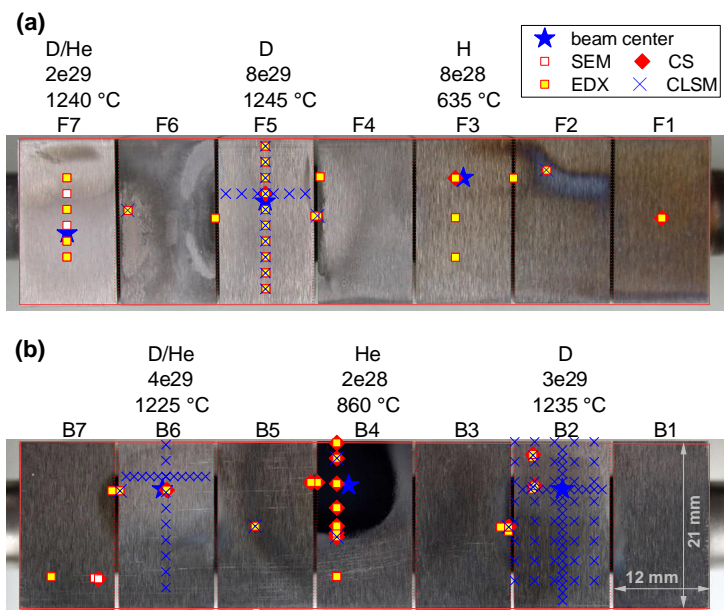 (a)
D/He
2e29
1240 °C
D
8e29
1245 °C
H
8e28
635 °C
beam center
SEM CS
EDX CLSM
F7 F6 F5 F4 F3 F2 F1
(b)
D/He
4e29
1225 °C
He
2e28
860 °C
D
3e29
1235 °C
B7 B6 B5 B4 B3 B2 B1
21 mm
12 mm